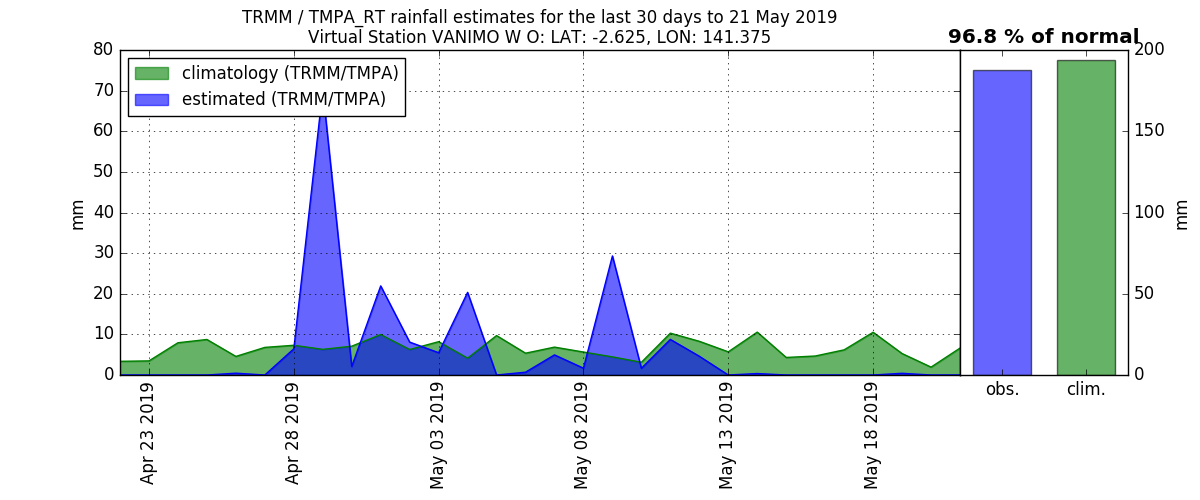 TRMM / TMPA_RT rainfall estimates for the last 30 days to 21 May 2019
Virtual Station VANIMO W O: LAT: -2.625, LON: 141.375
96.8 % of normal
climatology (TRMM/TMPA)
estimated (TRMM/TMPA)
80
70
60
50
40
30
20
10
0
mm
Apr 23 2019
Apr 28 2019
May 03 2019
May 08 2019
May 13 2019
May 18 2019
200
150
100
50
0
mm
obs.
clim.